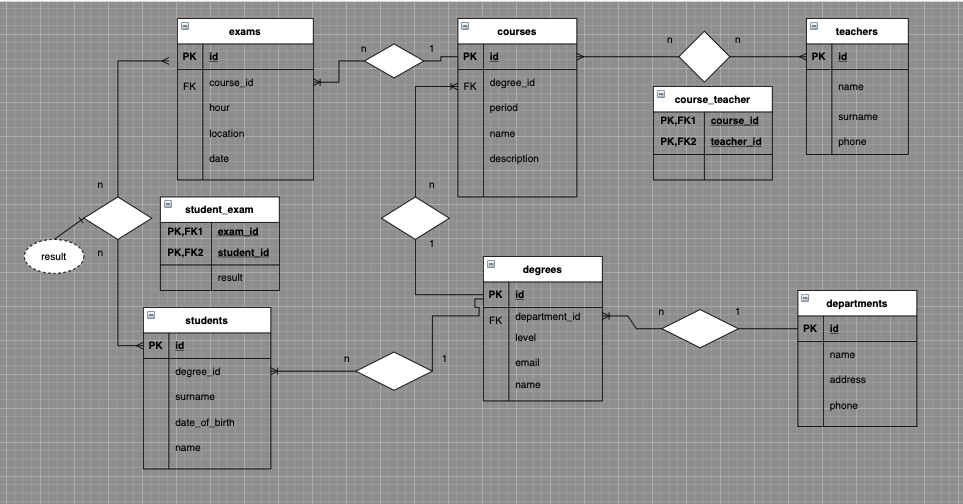 exams
PK id
FK course_id
hour
location
date
n
1
courses
PK id
FK degree_id
period
name
description
n
n
teachers
PK id
name
surname
phone
course_teacher
PK,FK1 course_id
PK,FK2 teacher_id
n
n
result
student_exam
PK,FK1 exam_id
PK,FK2 student_id
result
n
1
degrees
PK id
FK department_id
level
email
name
n
1
departments
PK id
name
address
phone
students
PK id
degree_id
surname
date_of_birth
name
n
1